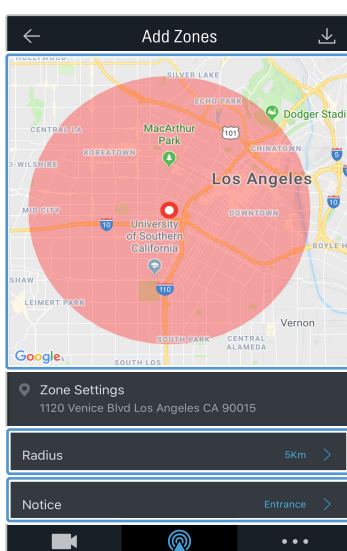 Add Zones
HOLLYWOOD
SILVER LAKE
ECHO PARK
Dodger Stadi
CENTRAL LA
MacArthur
Park
101
CHINATOWN
KOREATOWN
5
D-WILSHIRE
Los Angeles
10
MID CITY
DOWNTOWN
10
University
of Southern
California
BOYLE H
SHAW
110
LEIMERT PARK
Vernon
SOUTH PARK
CENTRAL
ALAMEDA
Google
SOUTH LOS
Zone Settings
1120 Venice Blvd Los Angeles CA 90015
Radius 5Km
Notice Entrance